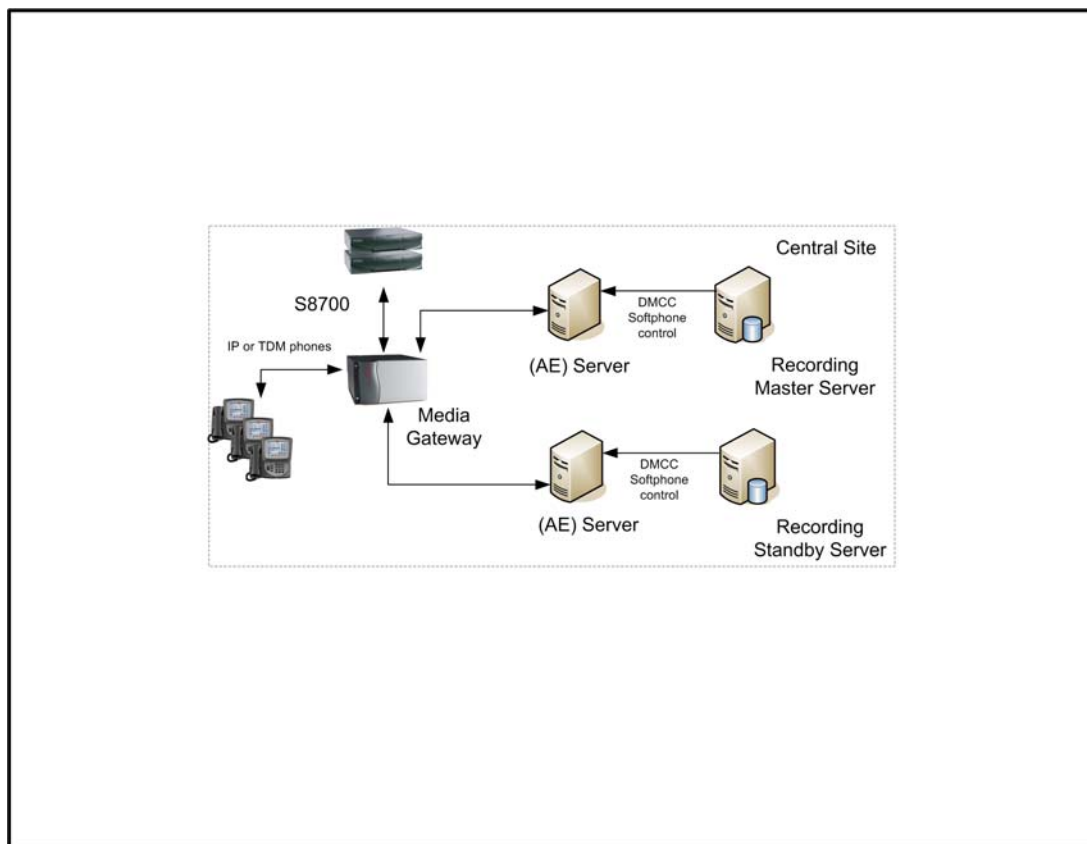 Central Site
S8700
DMCC
Softphone
control
IP or TDM phones
(AE) Server
Recording
Master Server
Media
Gateway
DMCC
Softphone
control
(AE) Server
Recording
Standby Server